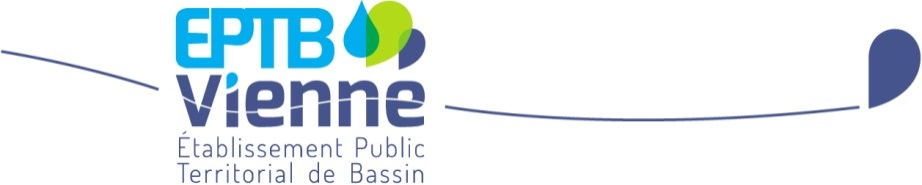 EPTB
Vienne
Établissement Public
Territorial de Bassin